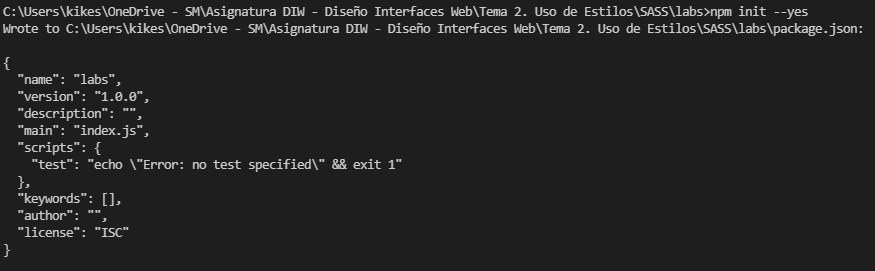 C:\Users\kikes\OneDrive - SM\Asignatura DIW - Diseño Interfaces Web\Tema 2. Uso de Estilos\SASS\labs>npm init --yes
Wrote to C:\Users\kikes\OneDrive - SM\Asignatura DIW - Diseño Interfaces Web\Tema 2. Uso de Estilos\SASS\labs\package.json:
{
  "name": "labs",
  "version": "1.0.0",
  "description": "",
  "main": "index.js",
  "scripts": {
    "test": "echo \"Error: no test specified\" && exit 1"
  },
  "keywords": [],
  "author": "",
  "license": "ISC"
}